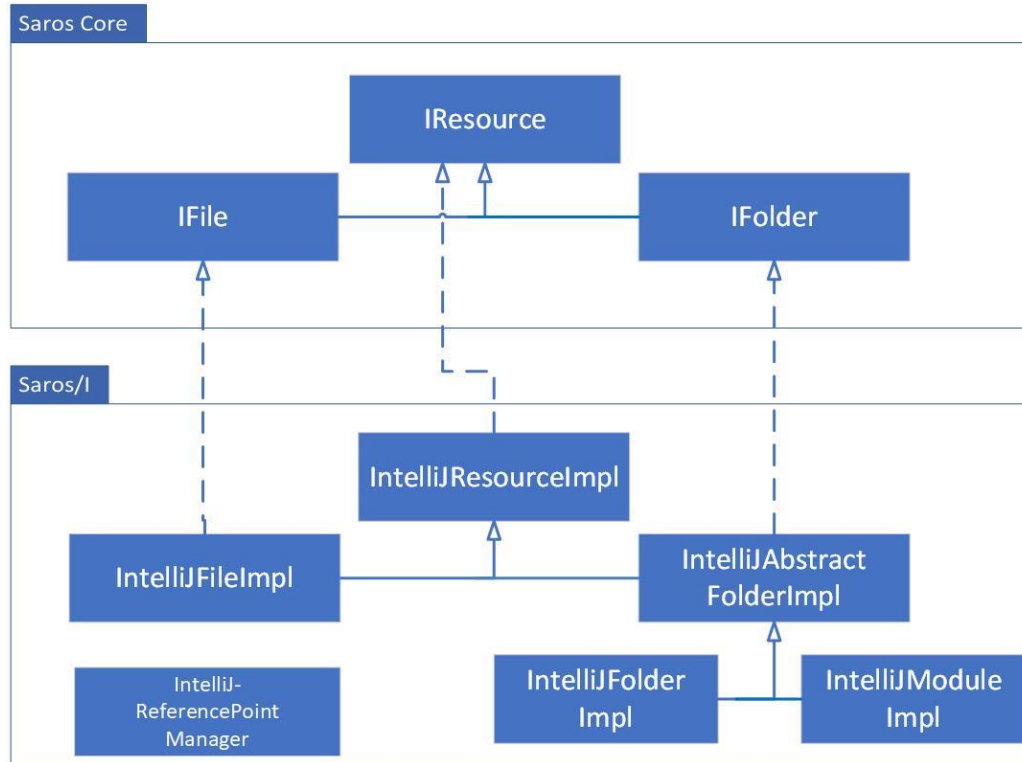 Saros Core
IResource
IFile
IFolder
Saros/I
IntelliJResourceImpl
IntelliJFileImpl
IntelliJAbstract
FolderImpl
IntelliJ-
ReferencePoint
Manager
IntelliJFolder
Impl
IntelliJModule
Impl